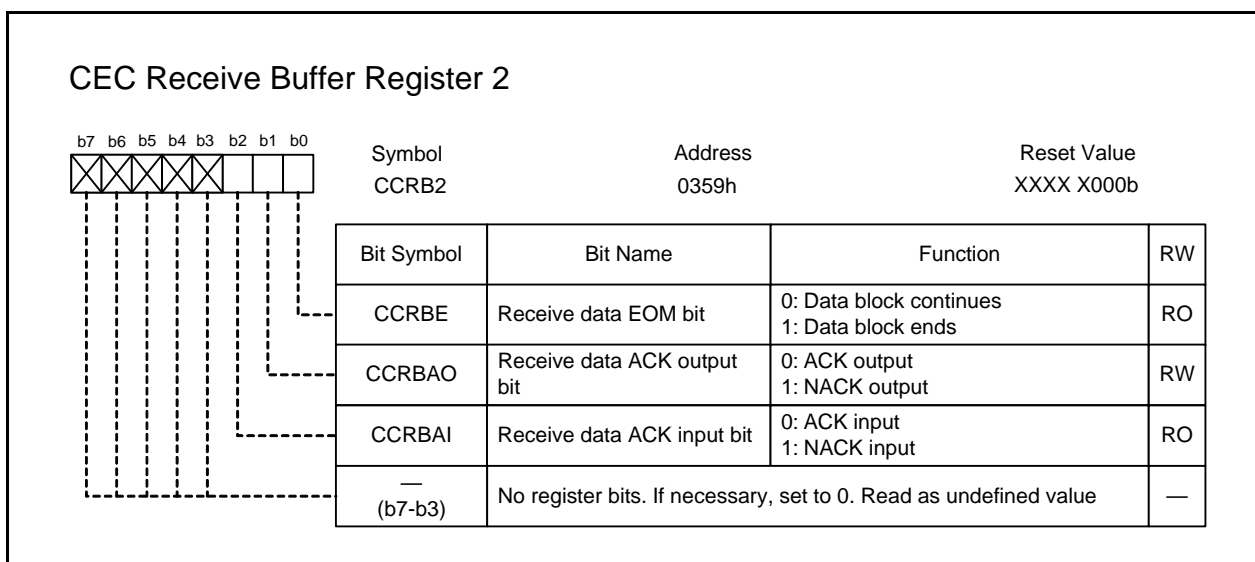 CEC Receive Buffer Register 2
b7 b6 b5 b4 b3 b2 b1 b0
Symbol Address Reset Value
CCRB2 0359h XXXX X000b
Bit Symbol Bit Name Function RW
CCRBE Receive data EOM bit 0: Data block continues
1: Data block ends RO
CCRBAO Receive data ACK output
bit 0: ACK output
1: NACK output RW
CCRBAI Receive data ACK input bit 0: ACK input
1: NACK input RO
—
(b7-b3) No register bits. If necessary, set to 0. Read as undefined value —